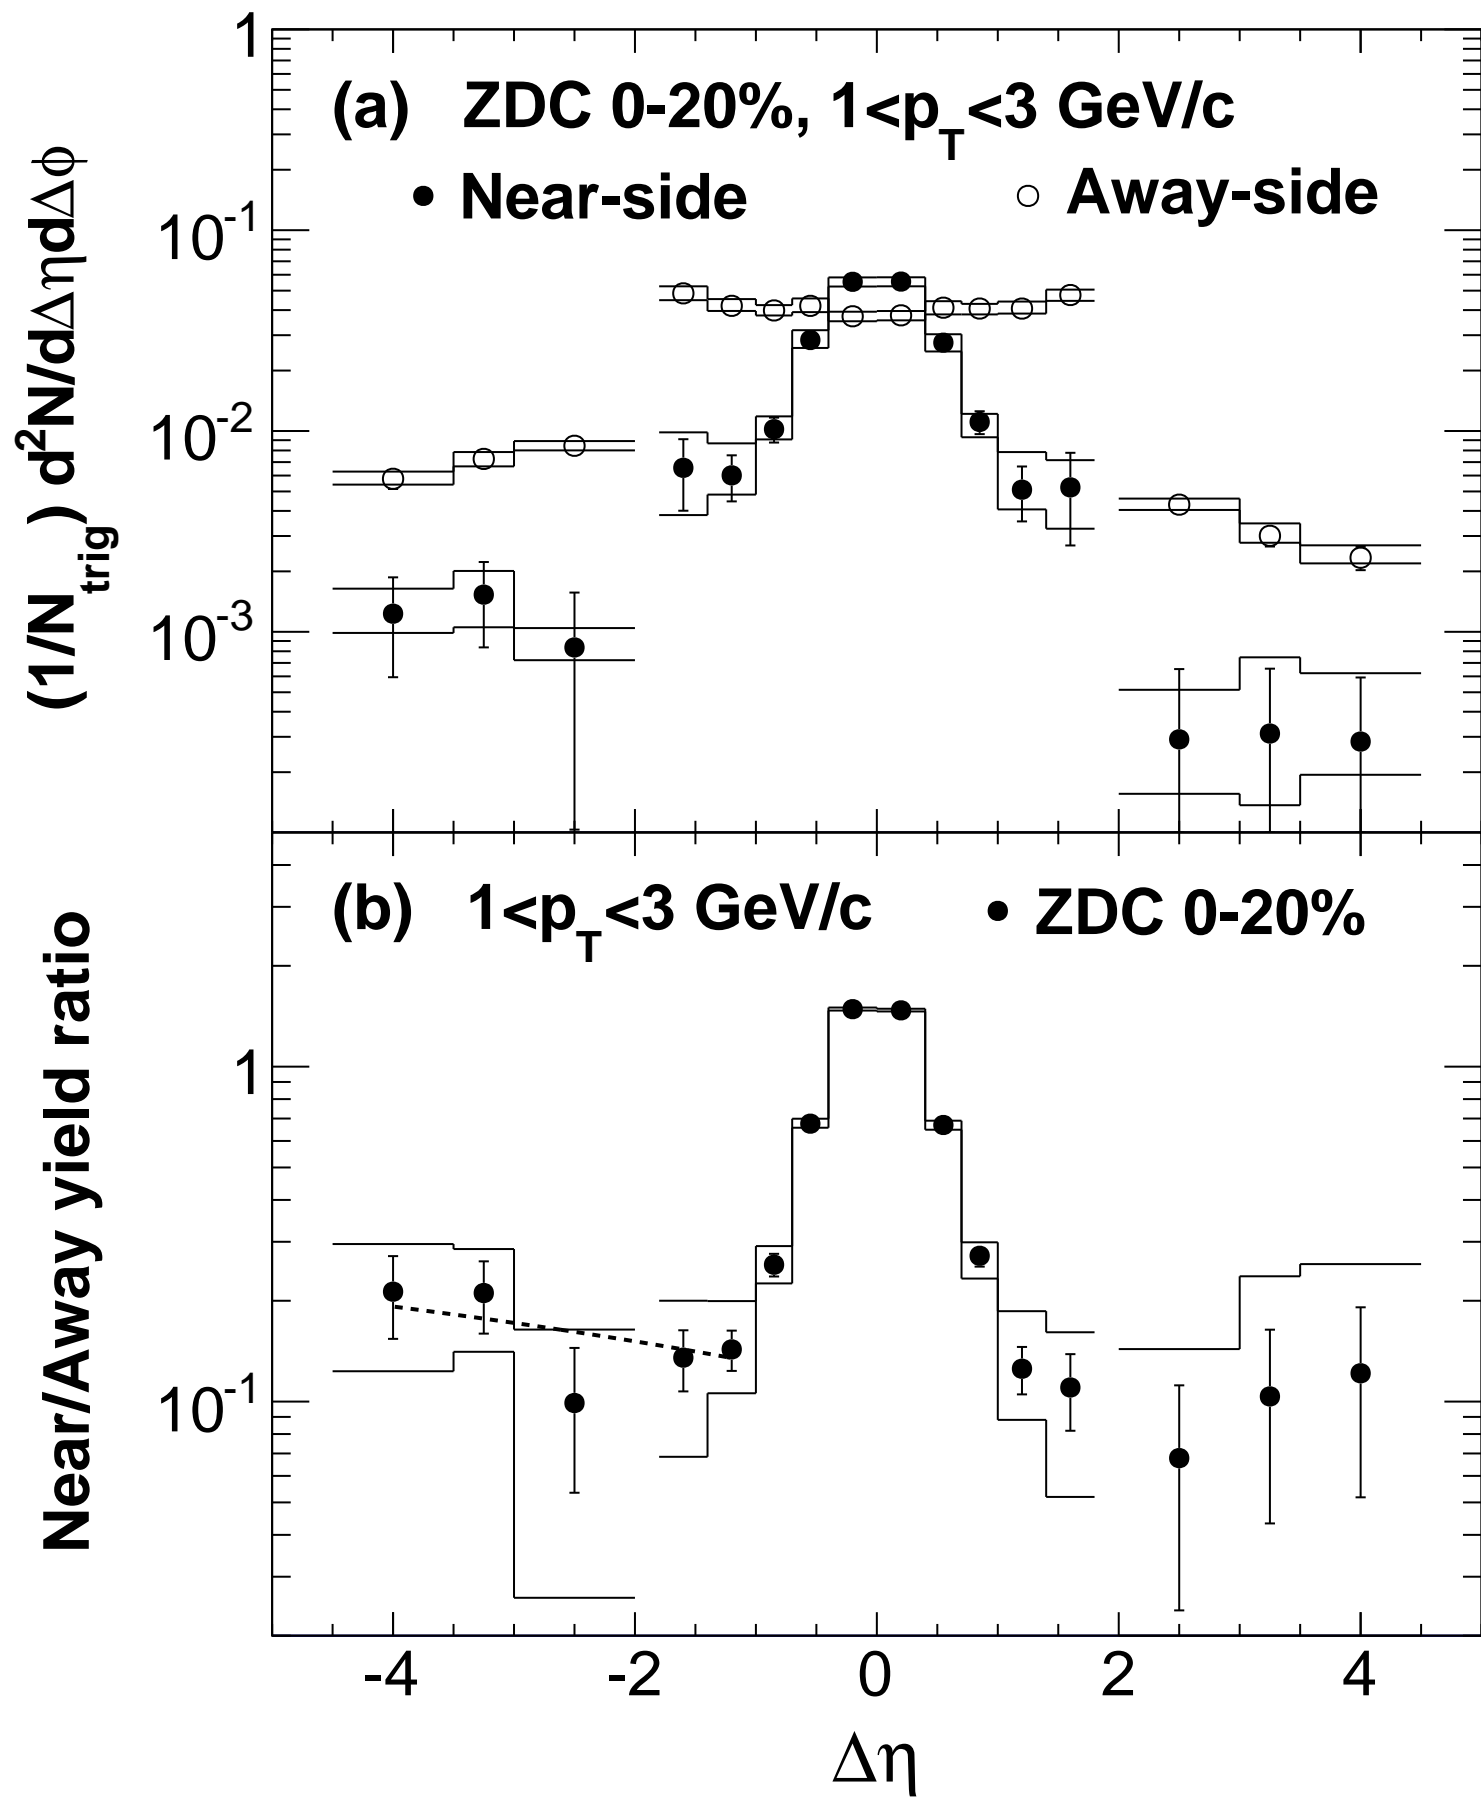 (1/N_trig) d²N/dΔηdΔϕ
1
10⁻¹
10⁻²
10⁻³
(a) ZDC 0-20%, 1<p_T<3 GeV/c
Near-side
Away-side
Near/Away yield ratio
1
10⁻¹
(b) 1<p_T<3 GeV/c
ZDC 0-20%
-4 -2 0 2 4
Δη